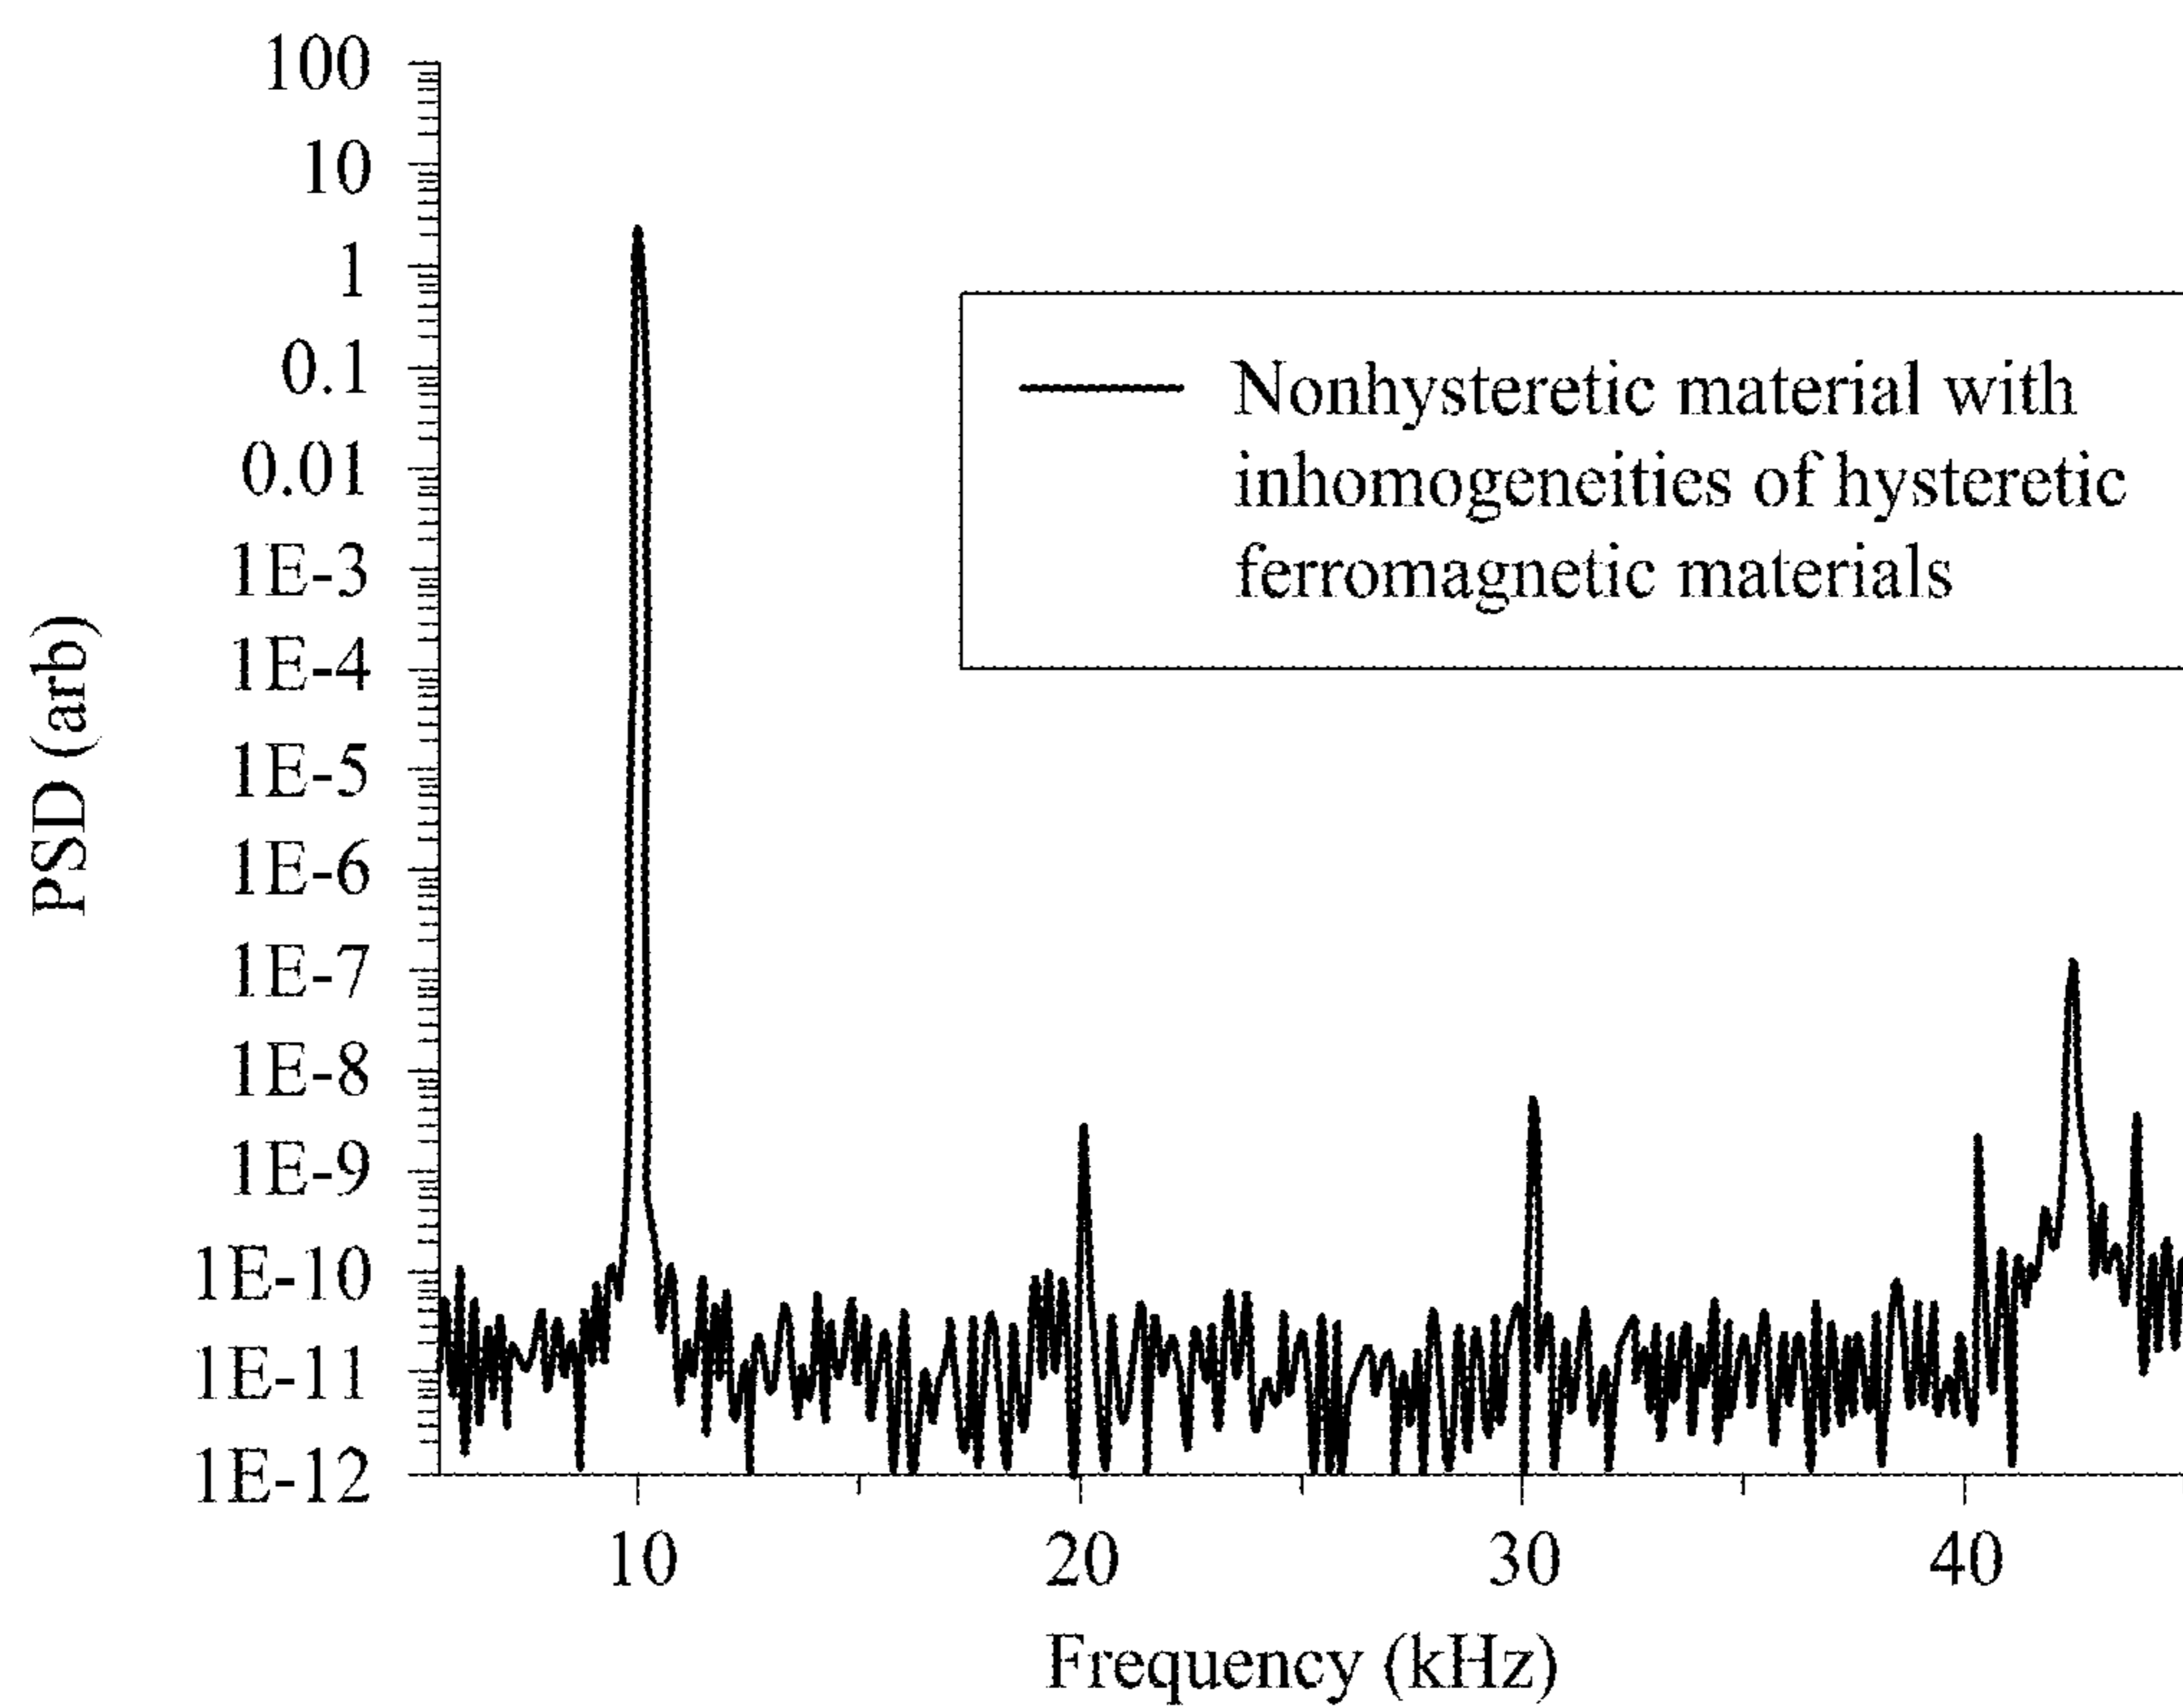 100
10
1
0.1
0.01
1E-3
1E-4
1E-5
1E-6
1E-7
1E-8
1E-9
1E-10
1E-11
1E-12
PSD (arb)
Nonhysteretic material with
inhomogeneities of hysteretic
ferromagnetic materials
10 20 30 40
Frequency (kHz)